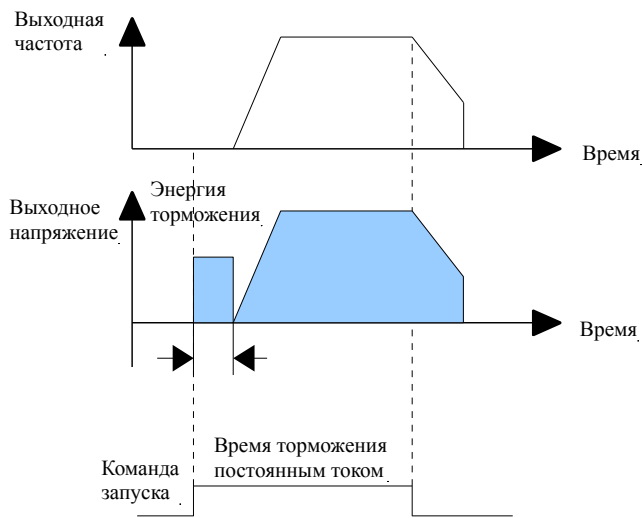 Выходная
частота
Время
Энергия
торможения
Выходное
напряжение
Время
Время торможения
постоянным током
Команда
запуска